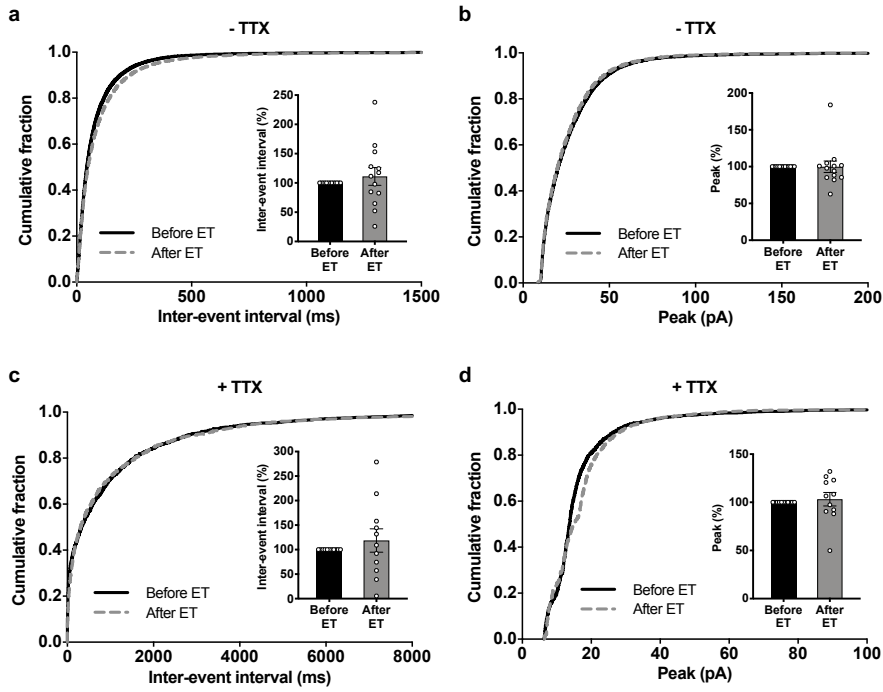 a
- TTX
Cumulative fraction
1.0
0.8
0.6
0.4
0.2
0.0
0
500
1000
1500
Inter-event interval (ms)
Before ET
After ET
Inter-event interval (%)
250
200
150
100
50
0
Before
ET
After
ET
b
- TTX
Cumulative fraction
1.0
0.8
0.6
0.4
0.2
0.0
0
50
100
150
200
Peak (pA)
Before ET
After ET
Peak (%)
200
150
100
50
0
Before
ET
After
ET
c
+ TTX
Cumulative fraction
1.0
0.8
0.6
0.4
0.2
0.0
0
2000
4000
6000
8000
Inter-event interval (ms)
Before ET
After ET
Inter-event interval (%)
300
250
200
150
100
50
0
Before
ET
After
ET
d
+ TTX
Cumulative fraction
1.0
0.8
0.6
0.4
0.2
0.0
0
20
40
60
80
100
Peak (pA)
Before ET
After ET
Peak (%)
150
100
50
0
Before
ET
After
ET